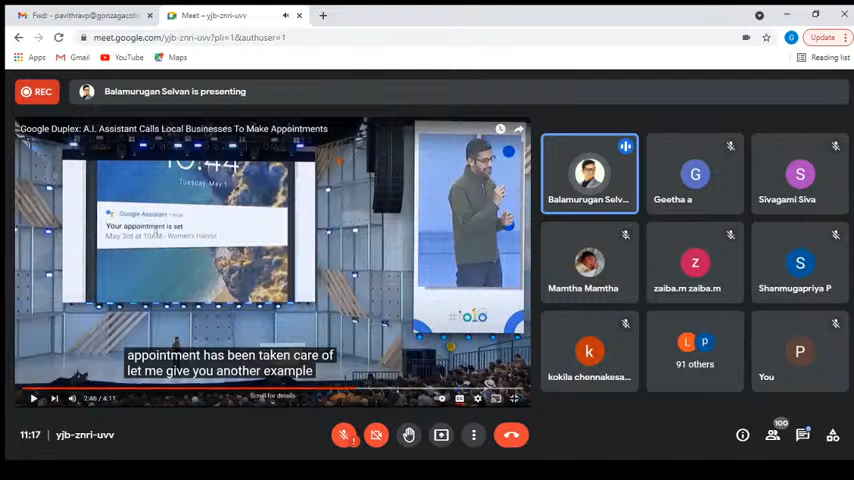 Fwd: - pavithravp@gonzagacolle
Meet – yjb-znri-uvv
meet.google.com/yjb-znri-uvv?pli=1&authuser=1
G
Update
Apps
Gmail
YouTube
Maps
Reading list
REC
Balamurugan Selvan is presenting
Google Duplex: A.I. Assistant Calls Local Businesses To Make Appointments
10:44
Tuesday, May 1
Google Assistant • now
Your appointment is set
May 3rd at 10AM - Women's Haircut
#io18
appointment has been taken care of
let me give you another example
2:46 / 4:11
Scroll for details
Balamurugan Selv...
G
Geetha a
S
Sivagami Siva
Mamtha Mamtha
z
zaiba.m zaiba.m
S
Shanmugapriya P
k
kokila chennakesa...
L
P
91 others
P
You
11:17
yjb-znri-uvv
100